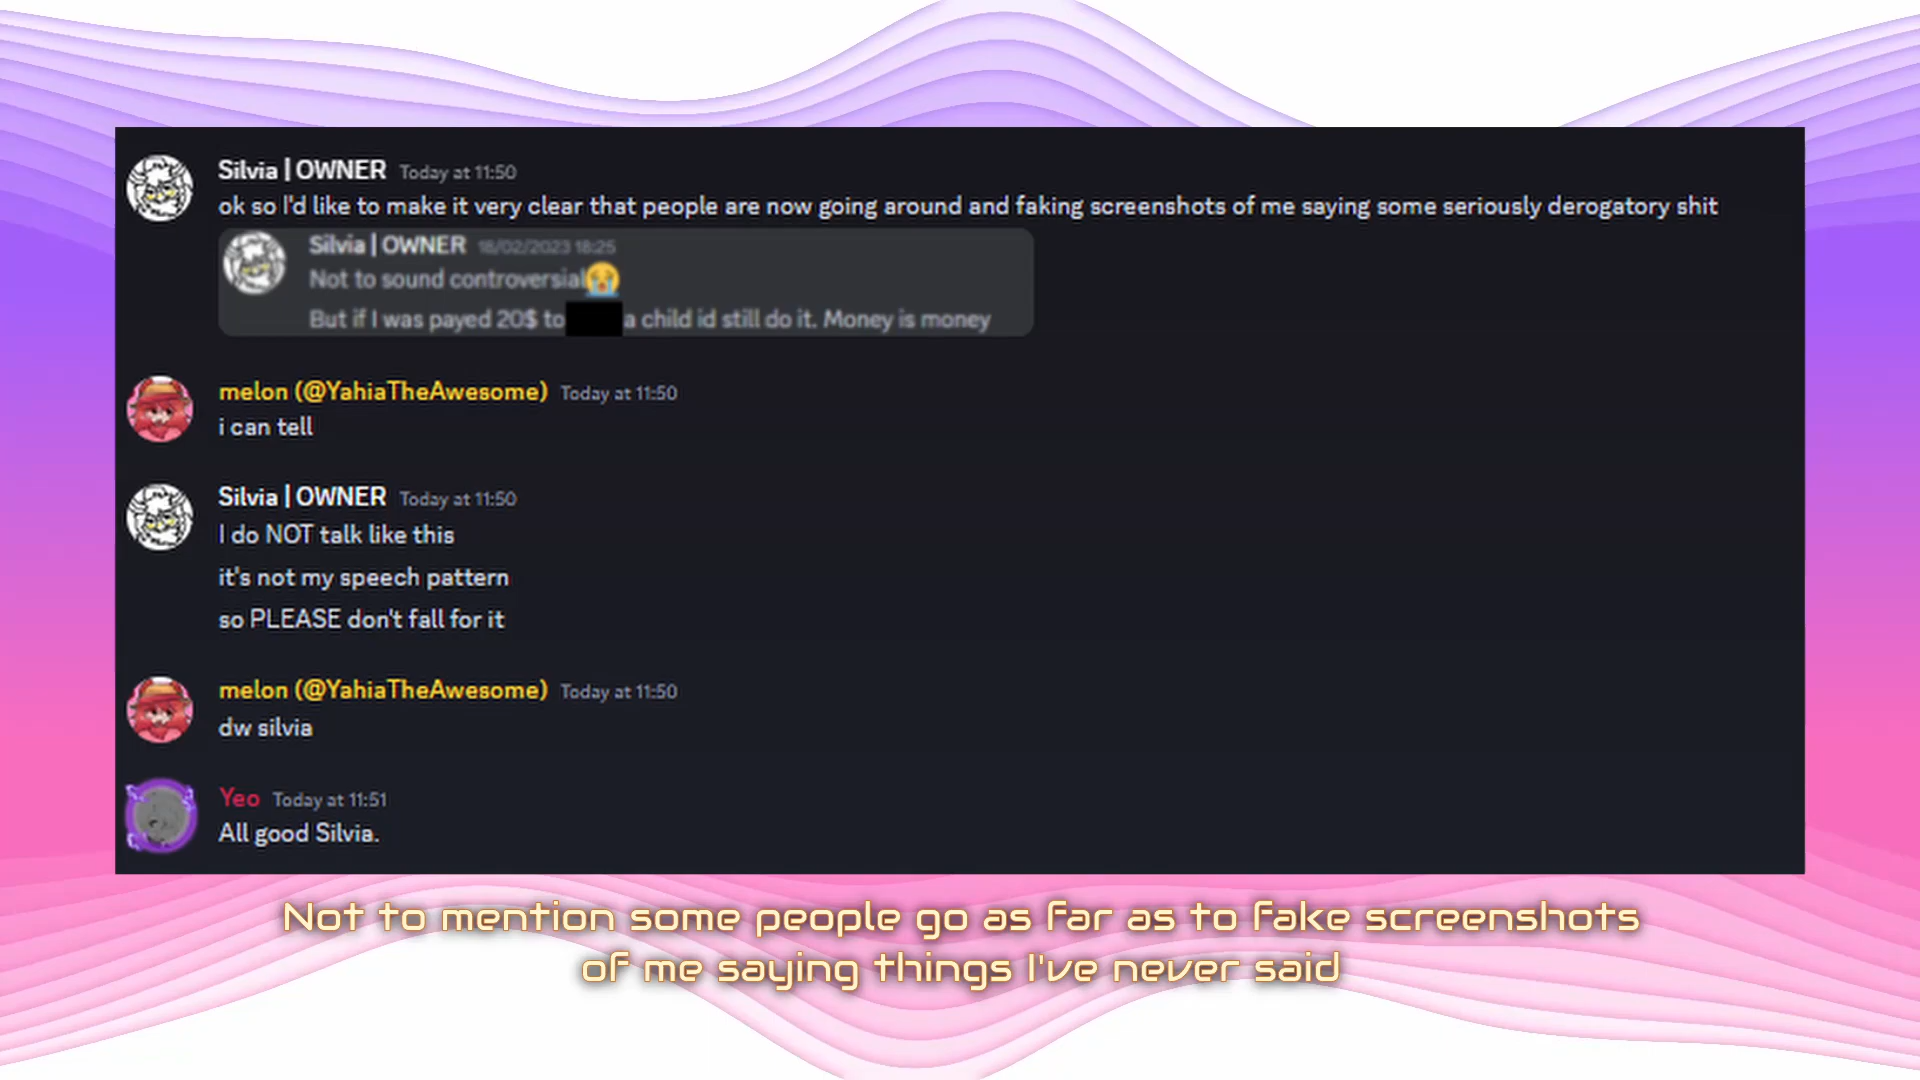 Silvia | OWNER Today at 11:50
ok so I'd like to make it very clear that people are now going around and faking screenshots of me saying some seriously derogatory shit
Silvia | OWNER 18/02/2023 18:25
Not to sound controversial😭
But if I was payed 20$ to a child id still do it. Money is money
melon (@YahiaTheAwesome) Today at 11:50
i can tell
Silvia | OWNER Today at 11:50
I do NOT talk like this
it's not my speech pattern
so PLEASE don't fall for it
melon (@YahiaTheAwesome) Today at 11:50
dw silvia
Yeo Today at 11:51
All good Silvia.
Not to mention some people go as far as to fake screenshots
of me saying things I've never said